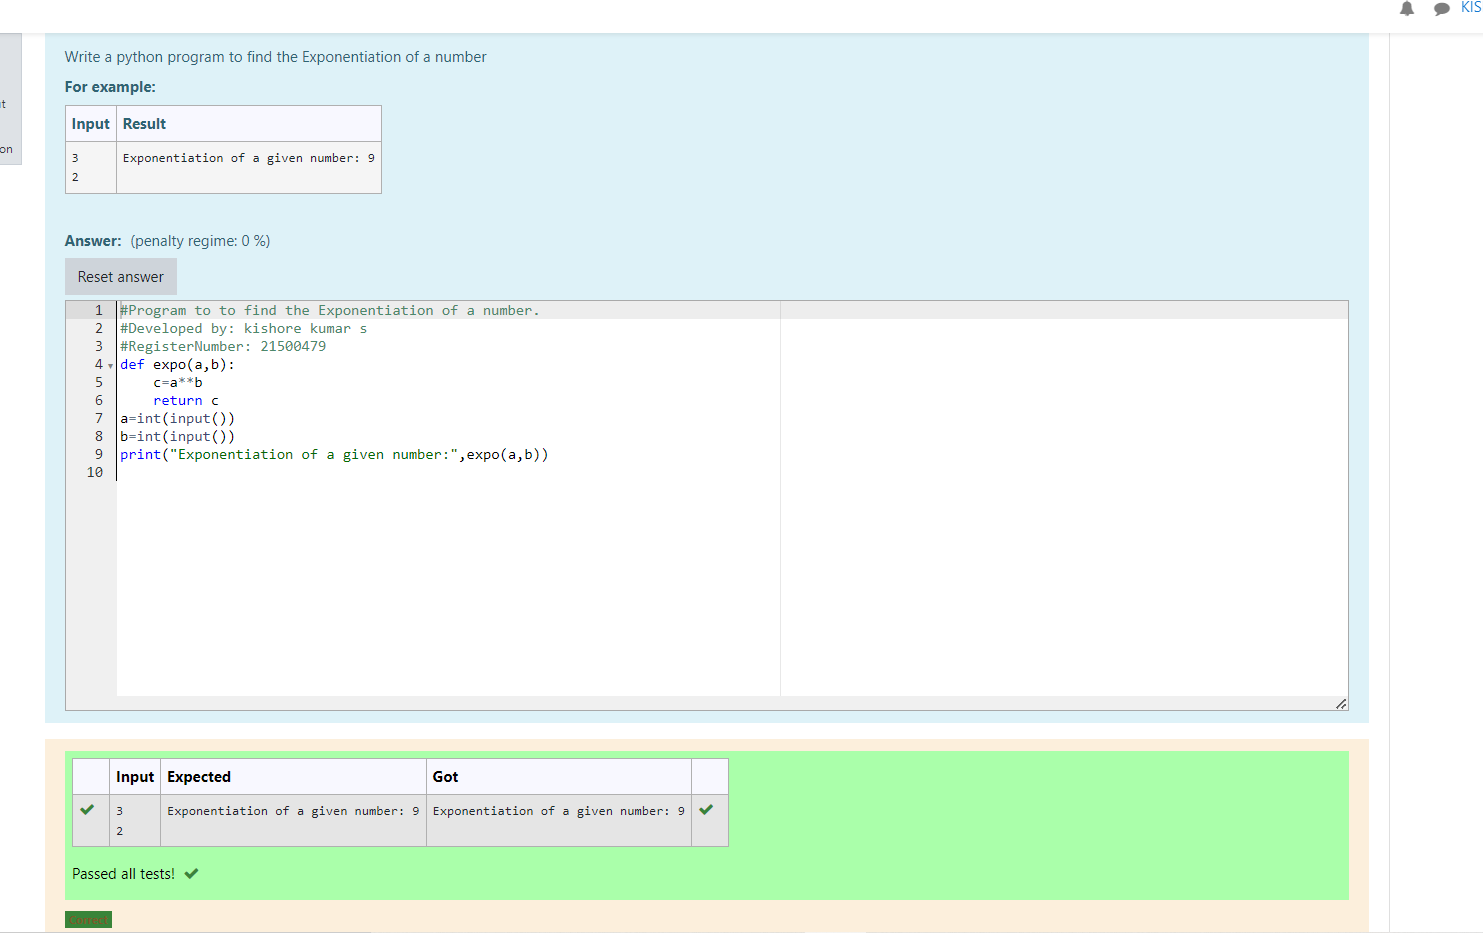 KIS
t
on
Write a python program to find the Exponentiation of a number
For example:
Input Result
3 Exponentiation of a given number: 9
2
Answer: (penalty regime: 0 %)
Reset answer
1 #Program to to find the Exponentiation of a number.
2 #Developed by: kishore kumar s
3 #RegisterNumber: 21500479
4 def expo(a,b):
5 c=a**b
6 return c
7 a=int(input())
8 b=int(input())
9 print("Exponentiation of a given number:",expo(a,b))
10
Input Expected Got
3 Exponentiation of a given number: 9 Exponentiation of a given number: 9
2
Passed all tests!
Correct